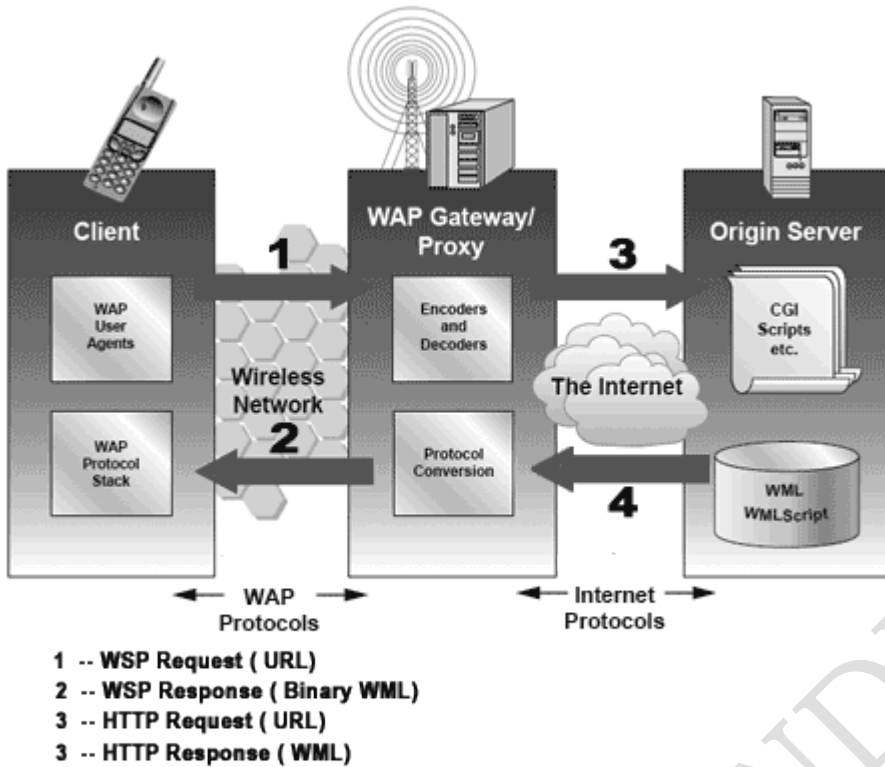 Client
WAP Gateway/
Proxy
Origin Server
1
3
WAP
User
Agents
Encoders
and
Decoders
CGI
Scripts
etc.
Wireless
Network
The Internet
2
4
WAP
Protocol
Stack
Protocol
Conversion
WML
WMLScript
WAP
Protocols
Internet
Protocols
1 -- WSP Request ( URL)
2 -- WSP Response ( Binary WML)
3 -- HTTP Request ( URL)
3 -- HTTP Response ( WML)